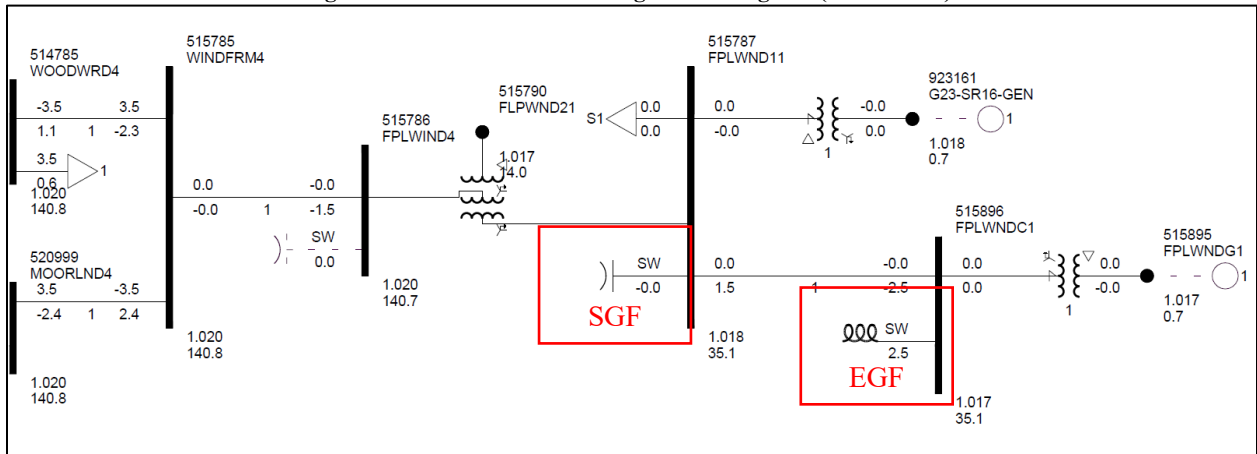 514785
WOODWRD4
-3.5 3.5
1.1 1 -2.3
3.5
0.6
1
1.020
140.8
520999
MOORLND4
3.5 -3.5
-2.4 1 2.4
1.020
140.8
515785
WINDFRM4
0.0 -0.0
-0.0 1 -1.5
1.020
140.8
515786
FPLWIND4
SW
0.0
1.020
140.7
515790
FLPWND21
1.017
14.0
515787
FPLWND11
S1
0.0
0.0
0.0 -0.0
-0.0 0.0
1
923161
G23-SR16-GEN
1
1.018
0.7
SW
-0.0
SGF
0.0 -0.0
1.5 1 -2.5
1.018
35.1
515896
FPLWNDC1
SW
2.5
EGF
1.017
35.1
0.0 0.0
0.0 -0.0
1
515895
FPLWNDG1
1
1.017
0.7